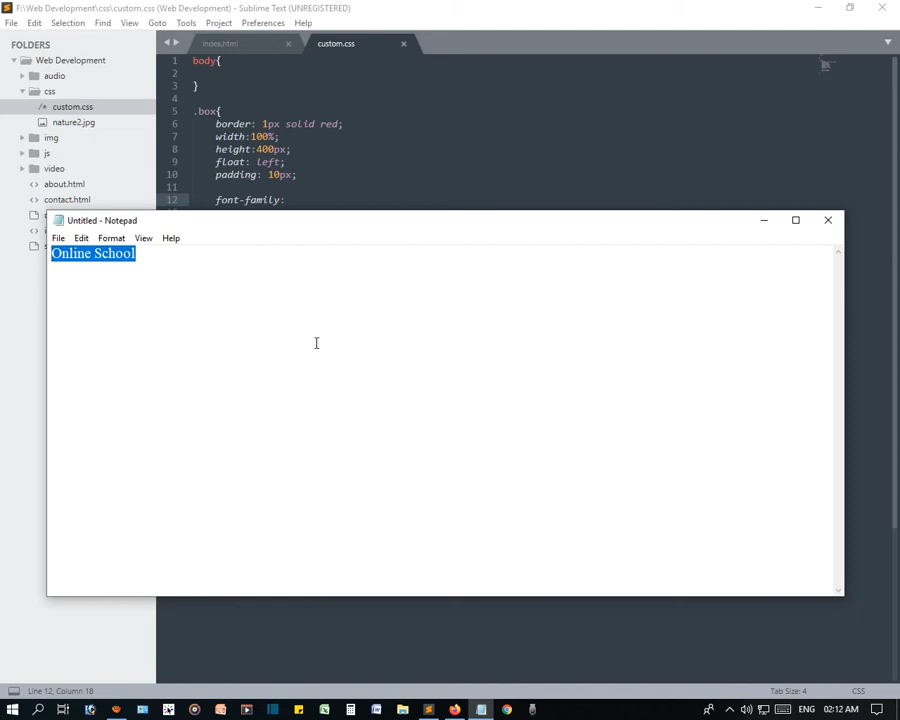 F:\Web Development\css\custom.css (Web Development) - Sublime Text (UNREGISTERED)
File Edit Selection Find View Goto Tools Project Preferences Help
FOLDERS
Web Development
audio
css
custom.css
nature2.jpg
img
js
video
about.html
contact.html
index.html custom.css
1 body{
2
3 }
4
5 .box{
6 border: 1px solid red;
7 width:100%;
8 height:400px;
9 float: left;
10 padding: 10px;
11
12 font-family:
Untitled - Notepad
File Edit Format View Help
Online School
Line 12, Column 18 Tab Size: 4 CSS
ENG 02:12 AM